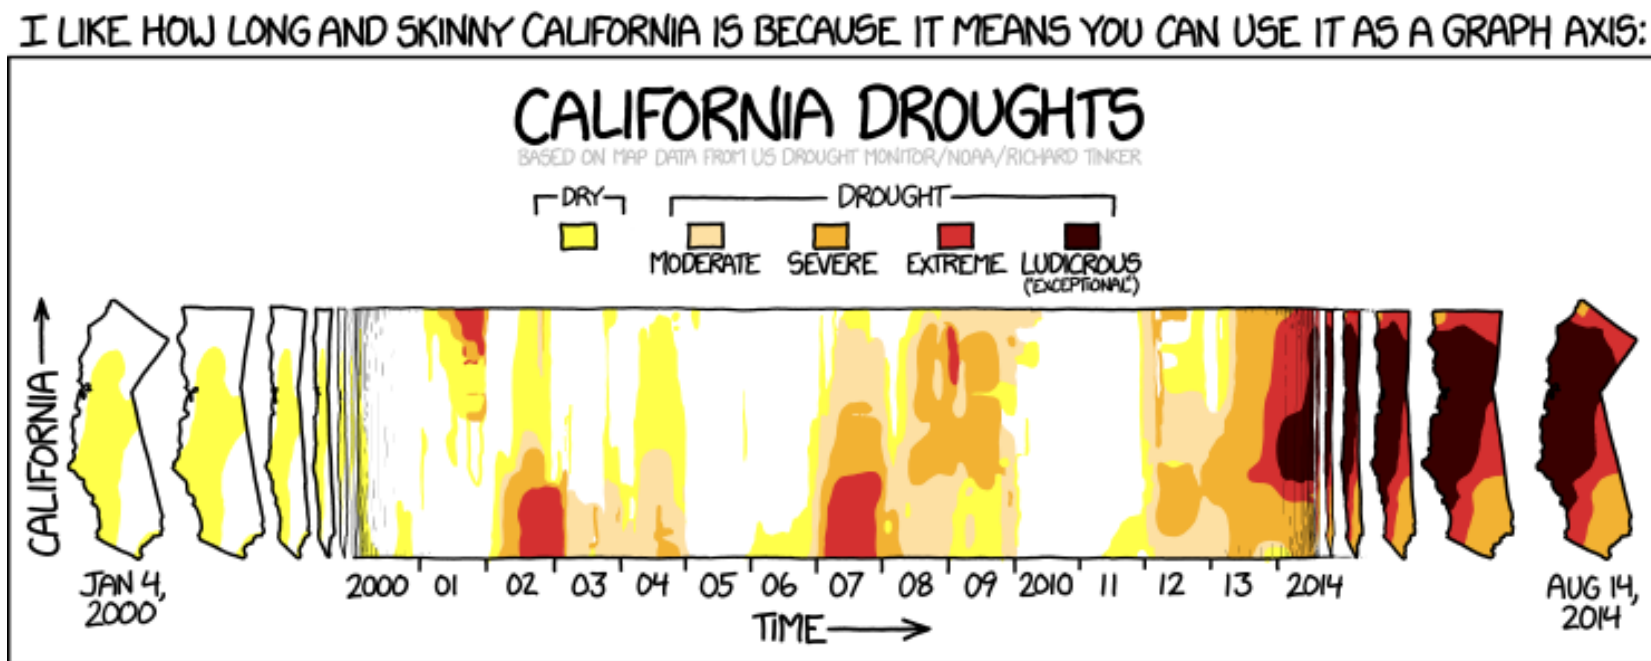 I LIKE HOW LONG AND SKINNY CALIFORNIA IS BECAUSE IT MEANS YOU CAN USE IT AS A GRAPH AXIS:
CALIFORNIA DROUGHTS
BASED ON MAP DATA FROM US DROUGHT MONITOR/NOAA/RICHARD TINKER
DRY DROUGHT
MODERATE SEVERE EXTREME LUDICROUS
("EXCEPTIONAL")
CALIFORNIA
JAN 4,
2000
2000 01 02 03 04 05 06 07 08 09 2010 11 12 13 2014
AUG 14,
2014
TIME